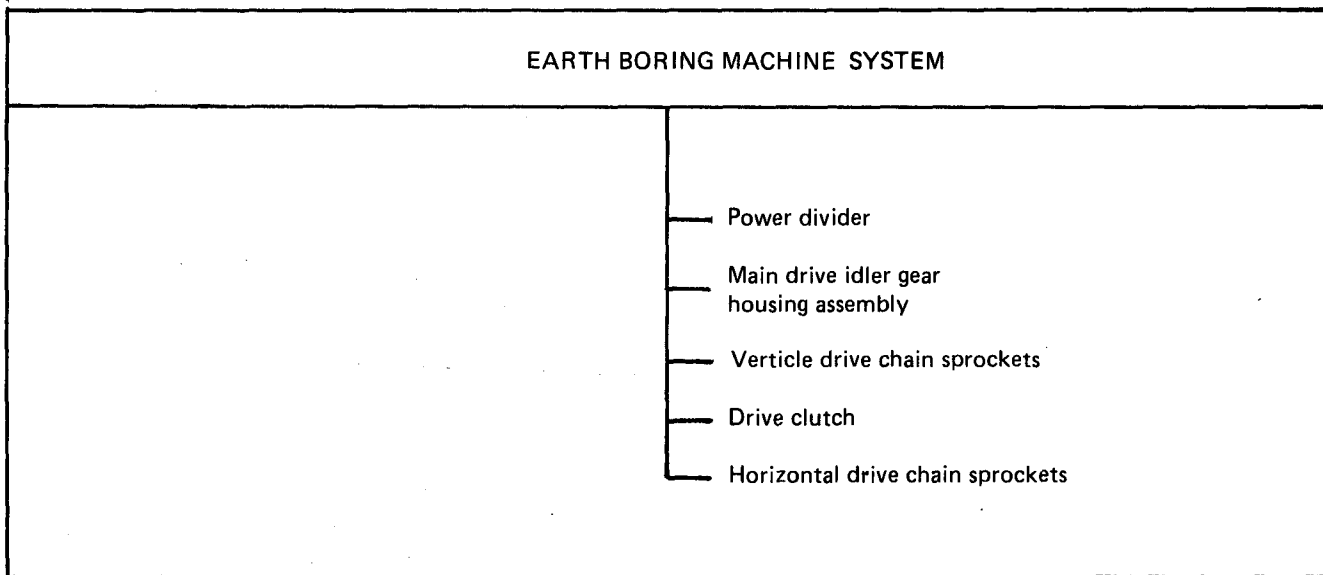 EARTH BORING MACHINE SYSTEM
Power divider
Main drive idler gear
housing assembly
Verticle drive chain sprockets
Drive clutch
Horizontal drive chain sprockets